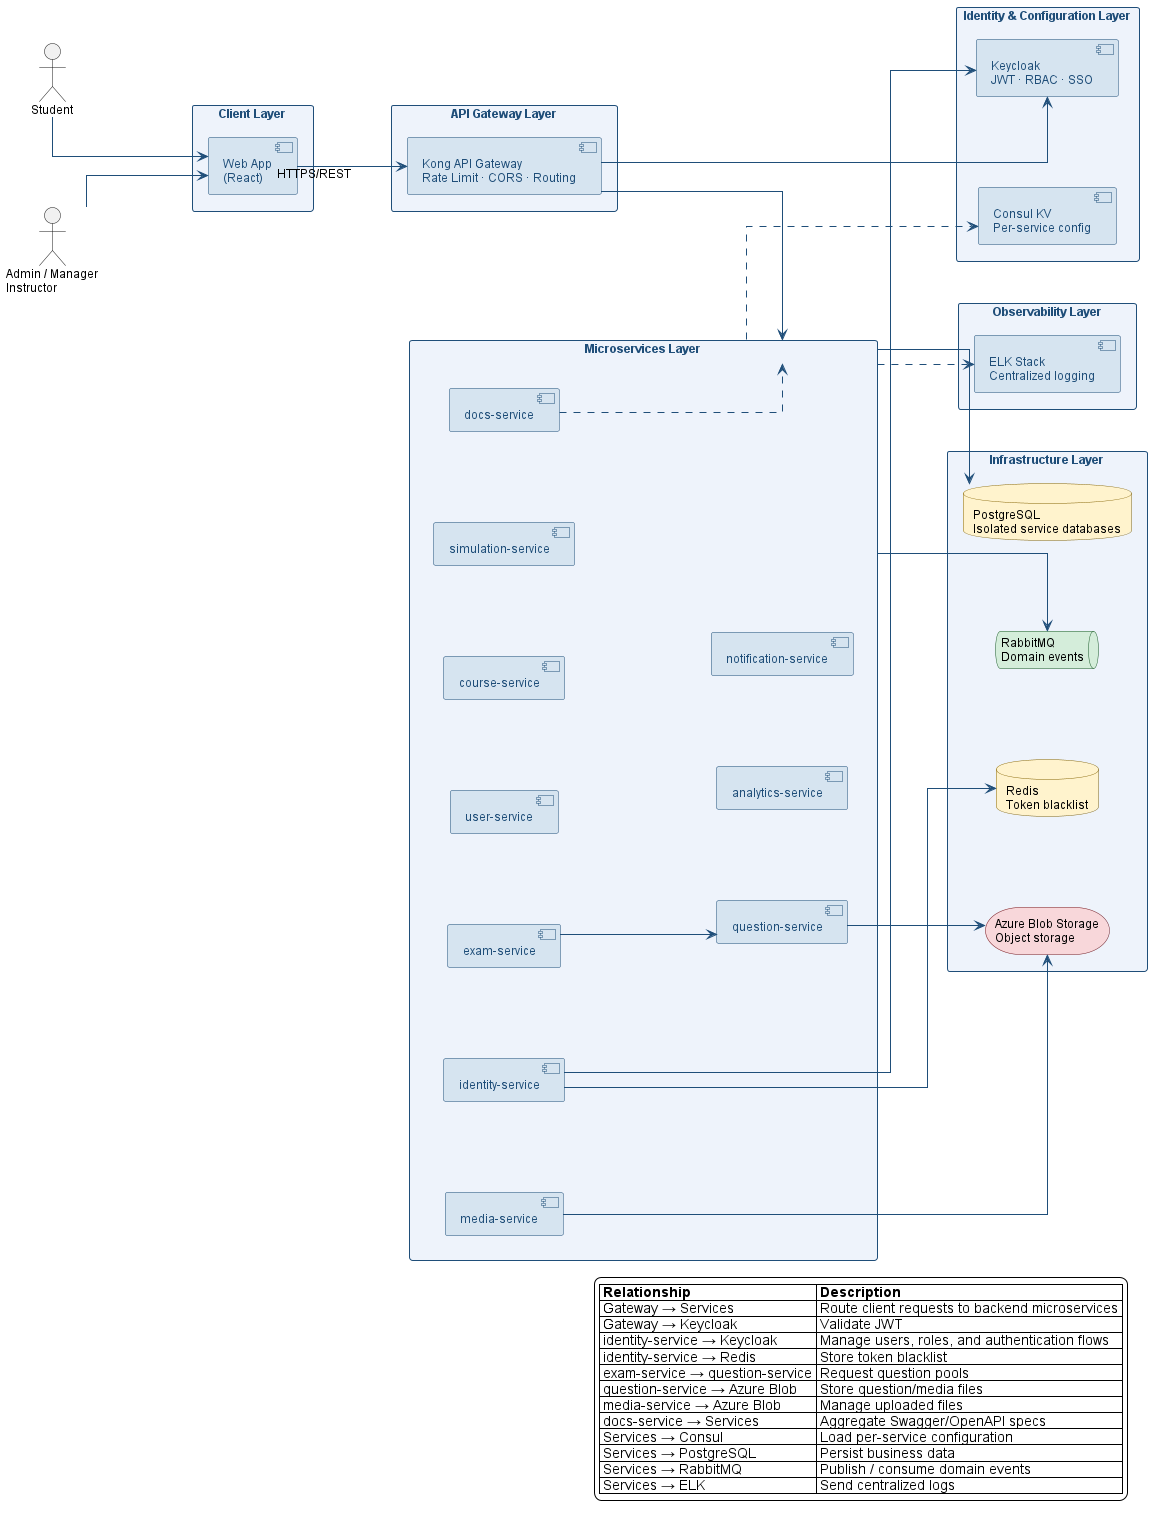 Identity & Configuration Layer
Keycloak
JWT · RBAC · SSO
Student
Client Layer
API Gateway Layer
Web App
(React)
HTTPS/REST
Kong API Gateway
Rate Limit · CORS · Routing
Consul KV
Per-service config
Admin / Manager
Instructor
Observability Layer
Microservices Layer
ELK Stack
Centralized logging
docs-service
Infrastructure Layer
PostgreSQL
Isolated service databases
simulation-service
notification-service
RabbitMQ
Domain events
course-service
analytics-service
Redis
Token blacklist
user-service
question-service
Azure Blob Storage
Object storage
exam-service
identity-service
media-service
Relationship Description
Gateway → Services Route client requests to backend microservices
Gateway → Keycloak Validate JWT
identity-service → Keycloak Manage users, roles, and authentication flows
identity-service → Redis Store token blacklist
exam-service → question-service Request question pools
question-service → Azure Blob Store question/media files
media-service → Azure Blob Manage uploaded files
docs-service → Services Aggregate Swagger/OpenAPI specs
Services → Consul Load per-service configuration
Services → PostgreSQL Persist business data
Services → RabbitMQ Publish / consume domain events
Services → ELK Send centralized logs